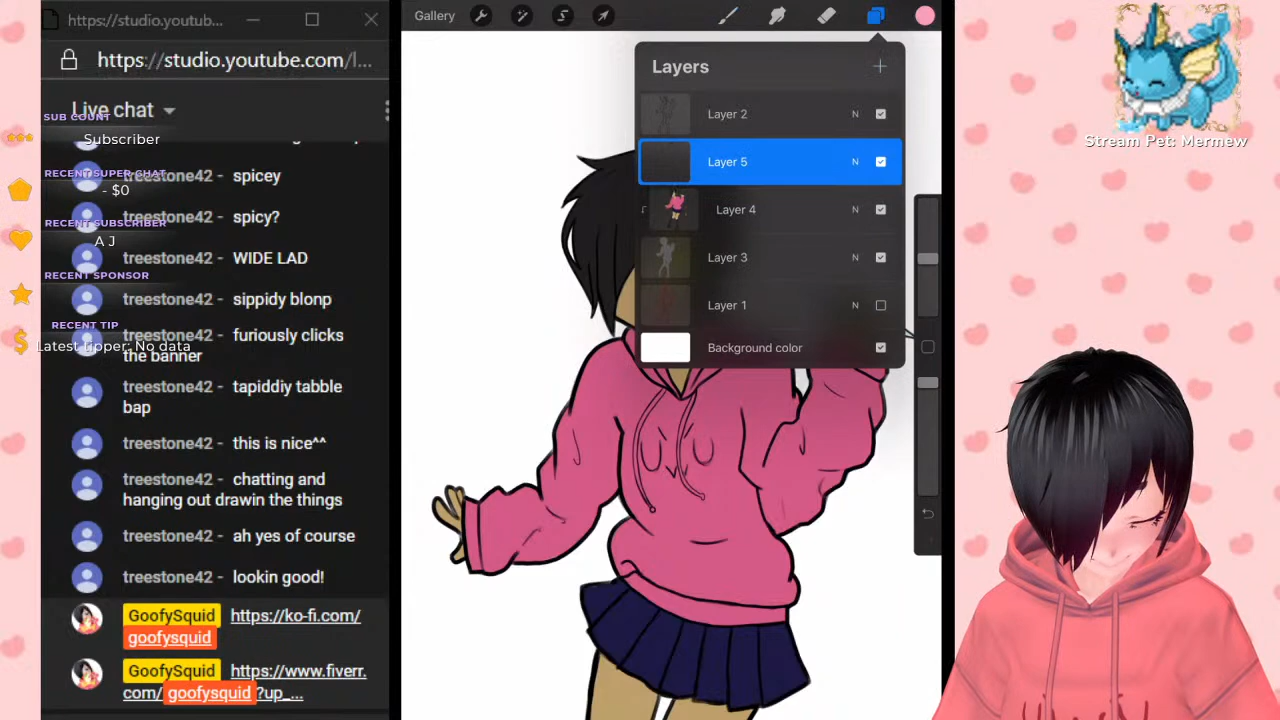 https://studio.youtub...
https://studio.youtube.com/l...
Live chat
SUB COUNT
Subscriber
treestone42 - spicey
RECENT SUPER CHAT
- $0
treestone42 - spicy?
RECENT SUBSCRIBER
A J
treestone42 - WIDE LAD
RECENT SPONSOR
treestone42 - sippidy blonp
RECENT TIP
Latest tipper: No data
treestone42 - furiously clicks
the banner
treestone42 - tapiddiy tabble
bap
treestone42 - this is nice^^
treestone42 - chatting and
hanging out drawin the things
treestone42 - ah yes of course
treestone42 - lookin good!
GoofySquid https://ko-fi.com/
goofysquid
GoofySquid https://www.fiverr.
com/goofysquid?up_...
Gallery
Layers
Layer 2 N
Layer 5 N
Layer 4 N
Layer 3 N
Layer 1 N
Background color
Stream Pet: Mermew